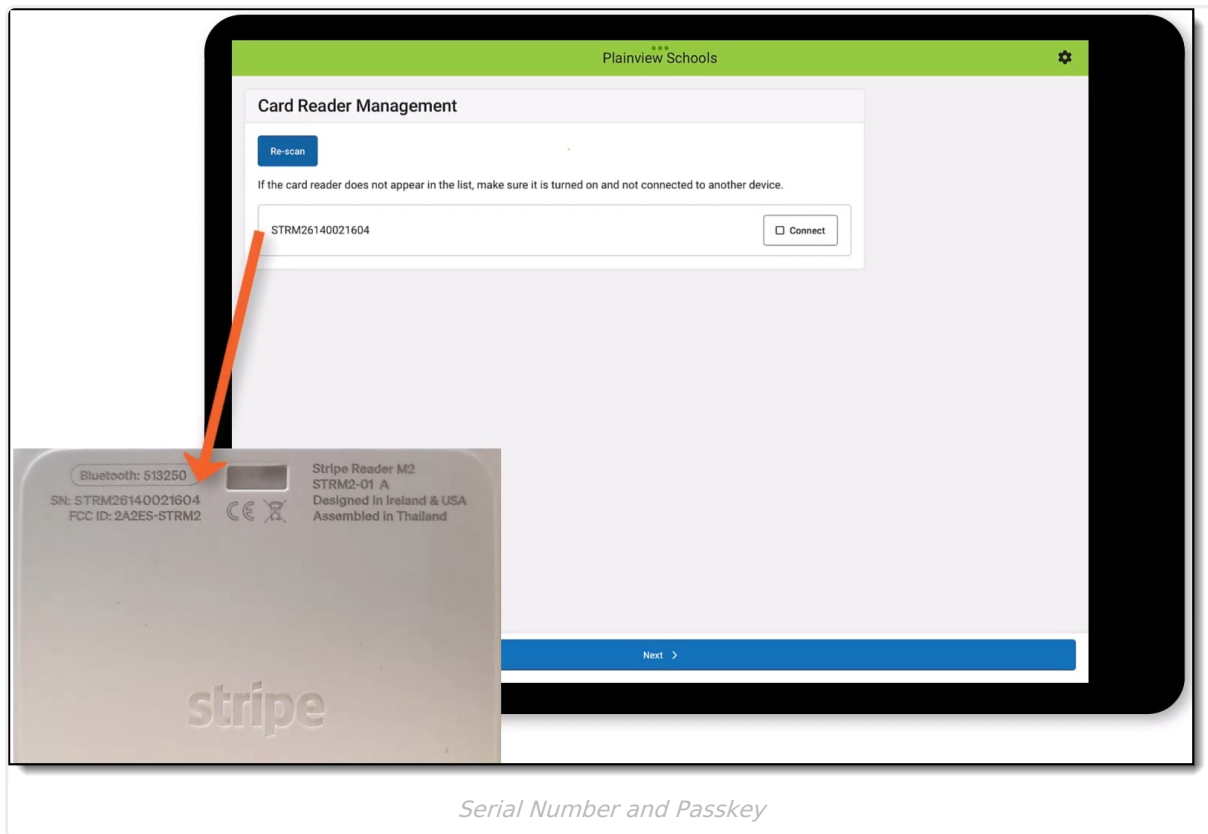 Plainview Schools
Card Reader Management
Re-scan
If the card reader does not appear in the list, make sure it is turned on and not connected to another device.
STRM26140021604
Connect
Bluetooth: 513250
SN: STRM26140021604
FCC ID: 2A2ES-STRM2
Stripe Reader M2
STRM2-01 A
Designed in Ireland & USA
Assembled in Thailand
stripe
Next
Serial Number and Passkey